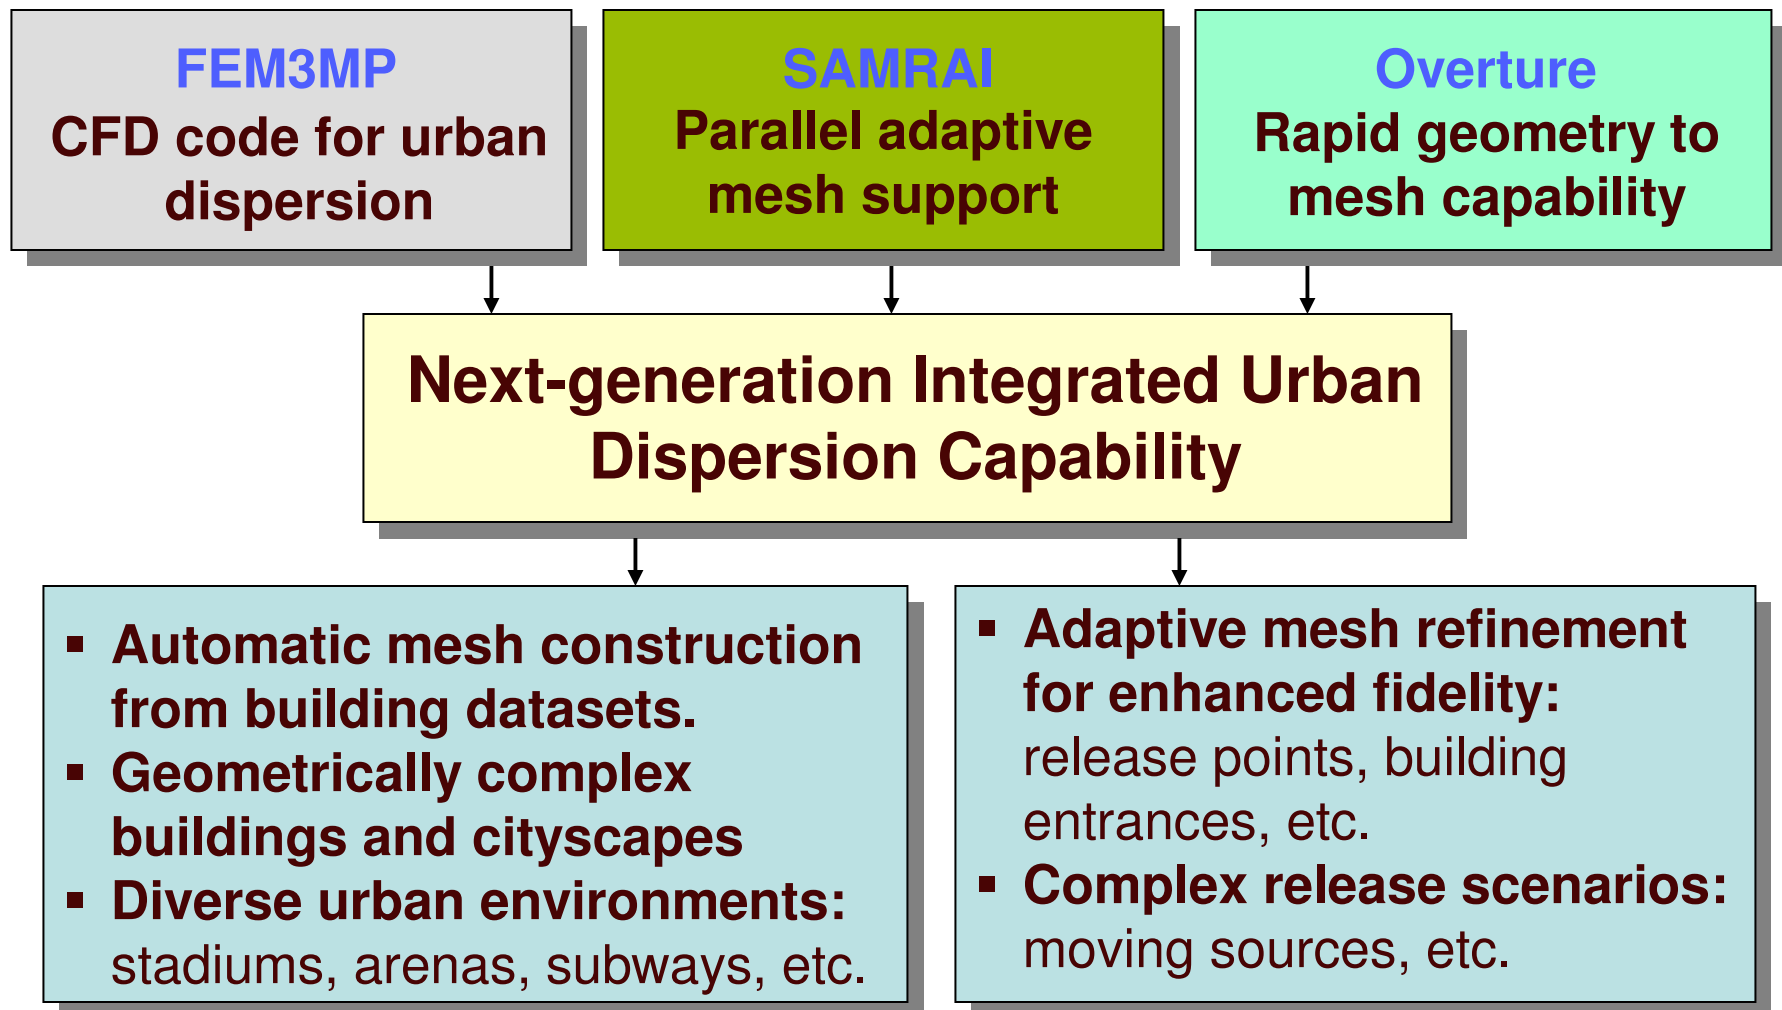 FEM3MP
CFD code for urban
dispersion
SAMRAI
Parallel adaptive
mesh support
Overture
Rapid geometry to
mesh capability
Next-generation Integrated Urban
Dispersion Capability
▪ Automatic mesh construction
from building datasets.
▪ Geometrically complex
buildings and cityscapes
▪ Diverse urban environments:
stadiums, arenas, subways, etc.
▪ Adaptive mesh refinement
for enhanced fidelity:
release points, building
entrances, etc.
▪ Complex release scenarios:
moving sources, etc.